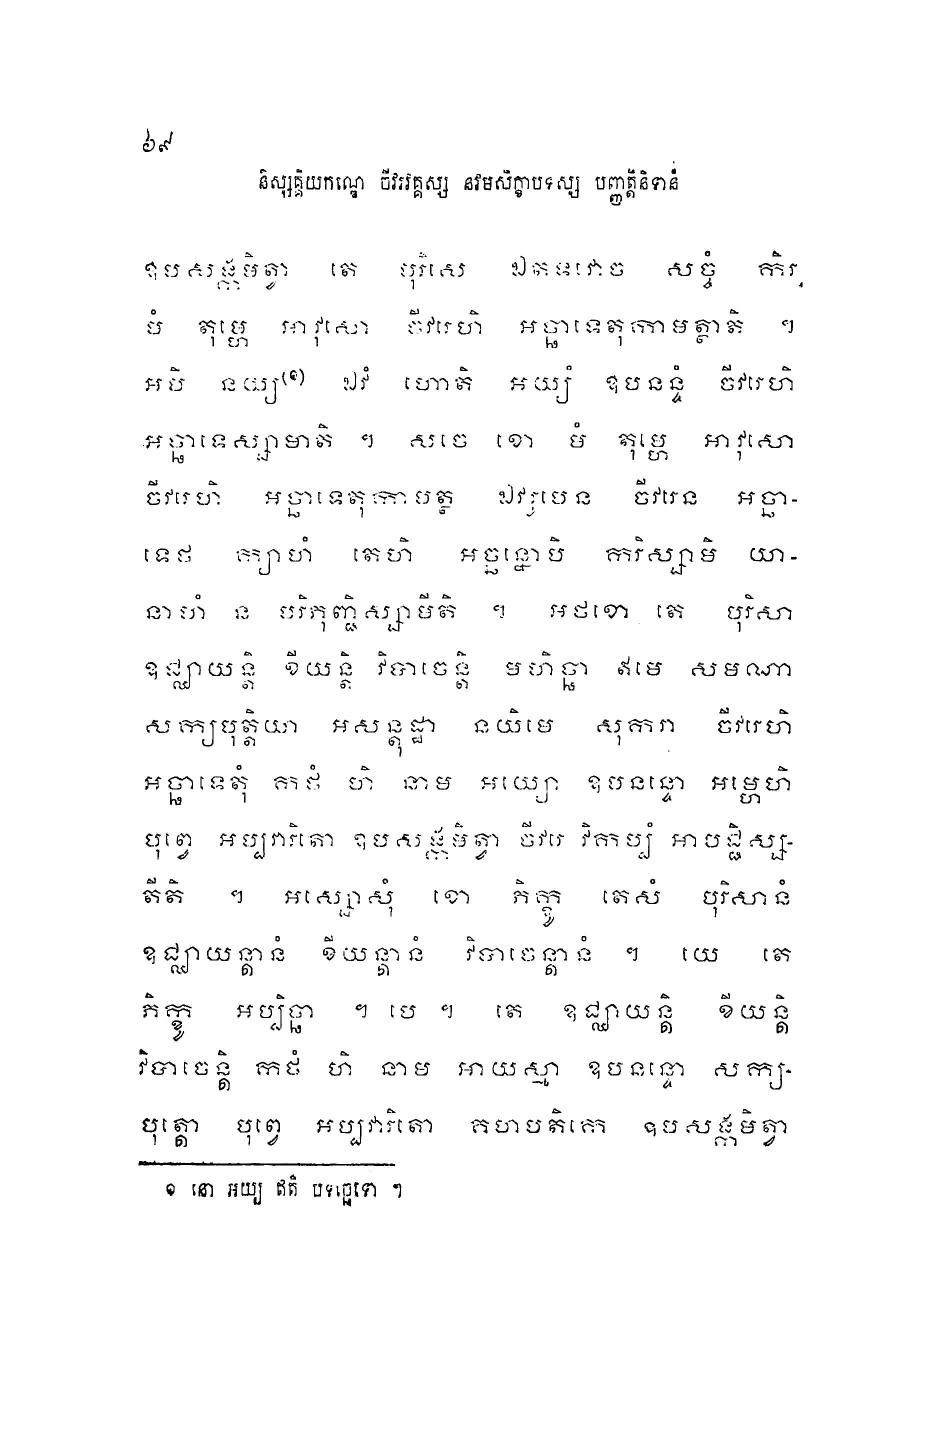 ៦៩
និស្សគ្គិយកណ្ឌេ ចីវរវគ្គស្ស នវមសិក្ខាបទស្ស បញ្ញត្តិនិទានំ
ឧបសង្កមិត្វា តេ បុរិសេ ឯតទវោច សច្ចំ កិរ
មំ តុម្ហេ អាវុសោ ចីវរេហិ អច្ឆាទេតុកាមត្ថាតិ ។
អបិ នយ្យ(១) ឯវំ ហោតិ អយ្យំ ឧបនន្ទំ ចីវរេហិ
អច្ឆាទេស្សាមាតិ ។ សចេ ខោ មំ តុម្ហេ អាវុសោ
ចីវរេហិ អច្ឆាទេតុកាមត្ថ ឯវរូបេន ចីវរេន អច្ឆា-
ទេថ ក្យាហំ តេហិ អច្ឆន្នោបិ ករិស្សាមិ យា-
នាហំ ន បរិភុញ្ជិស្សាមីតិ ។ អថខោ តេ បុរិសា
ឧជ្ឈាយន្តិ ខីយន្តិ វិបាចេន្តិ មហិច្ឆា ឥមេ សមណា
សក្យបុត្តិយា អសន្តុដ្ឋា នយិមេ សុករា ចីវរេហិ
អច្ឆាទេតុំ កថំ ហិ នាម អយ្យោ ឧបនន្ទោ អម្ហេហិ
បុព្វេ អប្បវារិតោ ឧបសង្កមិត្វា ចីវរេ វិកប្បំ អាបជ្ជិស្ស-
តីតិ ។ អស្សោសុំ ខោ ភិក្ខូ តេសំ បុរិសានំ
ឧជ្ឈាយន្តានំ ខីយន្តានំ វិបាចេន្តានំ ។ យេ តេ
ភិក្ខូ អប្បិច្ឆា ។ បេ ។ តេ ឧជ្ឈាយន្តិ ខីយន្តិ
វិបាចេន្តិ កថំ ហិ នាម អាយស្មា ឧបនន្ទោ សក្យ-
បុត្តោ បុព្វេ អប្បវារិតោ គហបតិកេ ឧបសង្កមិត្វា
១ នោ អយ្យ ឥតិ បទច្ឆេទោ ។